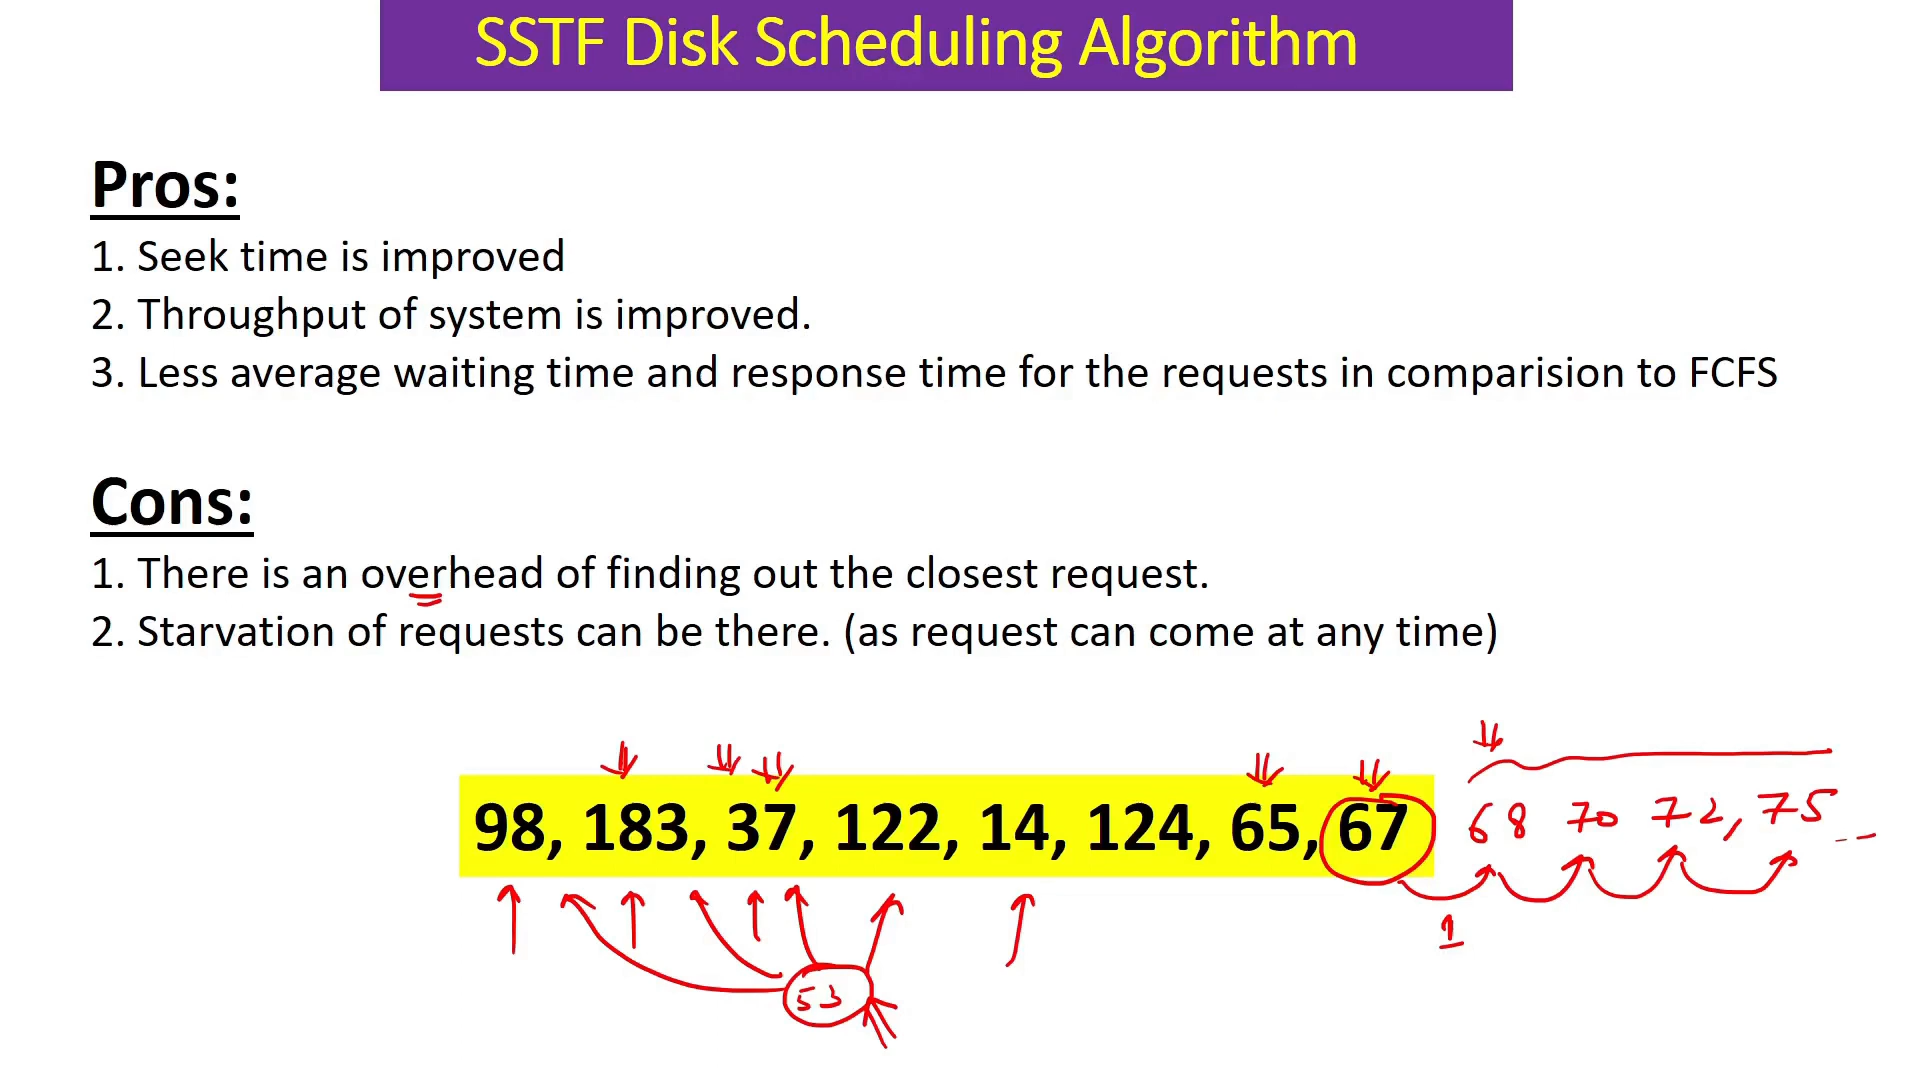 SSTF Disk Scheduling Algorithm
Pros:
1. Seek time is improved
2. Throughput of system is improved.
3. Less average waiting time and response time for the requests in comparision to FCFS
Cons:
1. There is an overhead of finding out the closest request.
2. Starvation of requests can be there. (as request can come at any time)
98, 183, 37, 122, 14, 124, 65, 67 68 70 72, 75 --
1
53